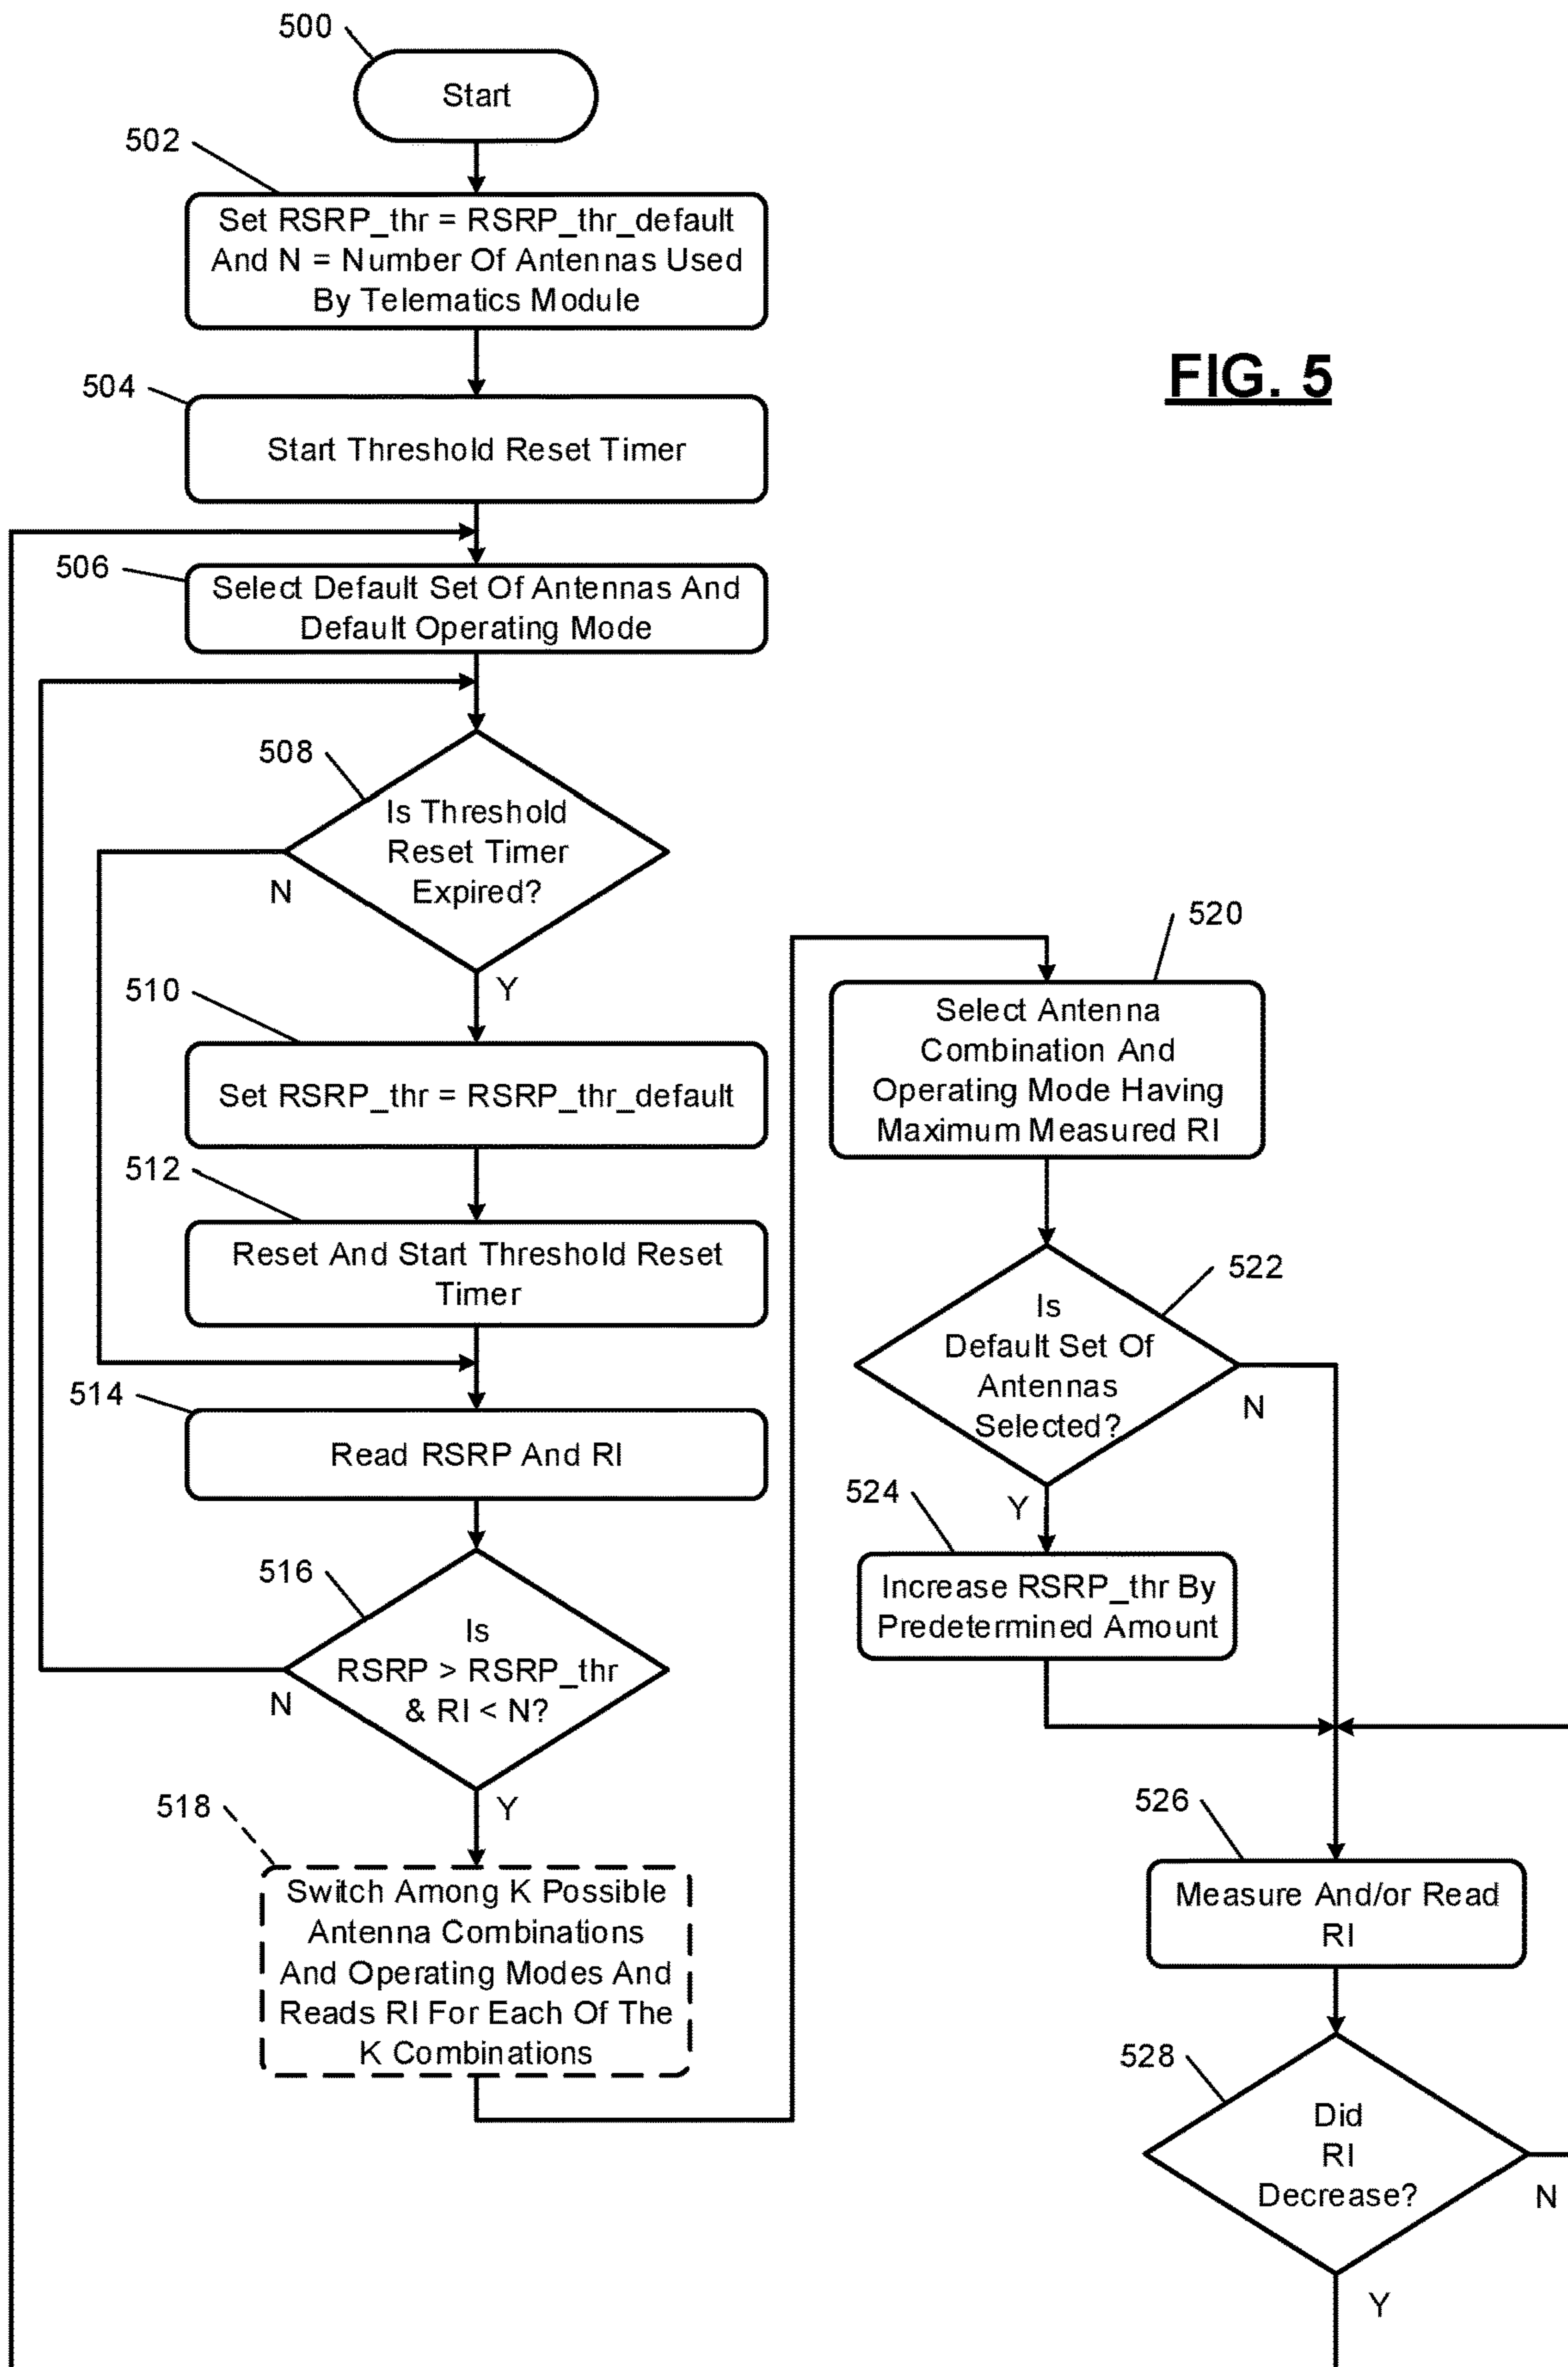 500
Start
502
Set RSRP_thr = RSRP_thr_default
And N = Number Of Antennas Used
By Telematics Module
FIG. 5
504
Start Threshold Reset Timer
506
Select Default Set Of Antennas And
Default Operating Mode
508
Is Threshold
Reset Timer
Expired?
N
Y
510
Set RSRP_thr = RSRP_thr_default
512
Reset And Start Threshold Reset
Timer
514
Read RSRP And RI
516
Is
RSRP > RSRP_thr
& RI < N?
N
Y
518
Switch Among K Possible
Antenna Combinations
And Operating Modes And
Reads RI For Each Of The
K Combinations
520
Select Antenna
Combination And
Operating Mode Having
Maximum Measured RI
522
Is
Default Set Of
Antennas
Selected?
N
Y
524
Increase RSRP_thr By
Predetermined Amount
526
Measure And/or Read
RI
528
Did
RI
Decrease?
N
Y